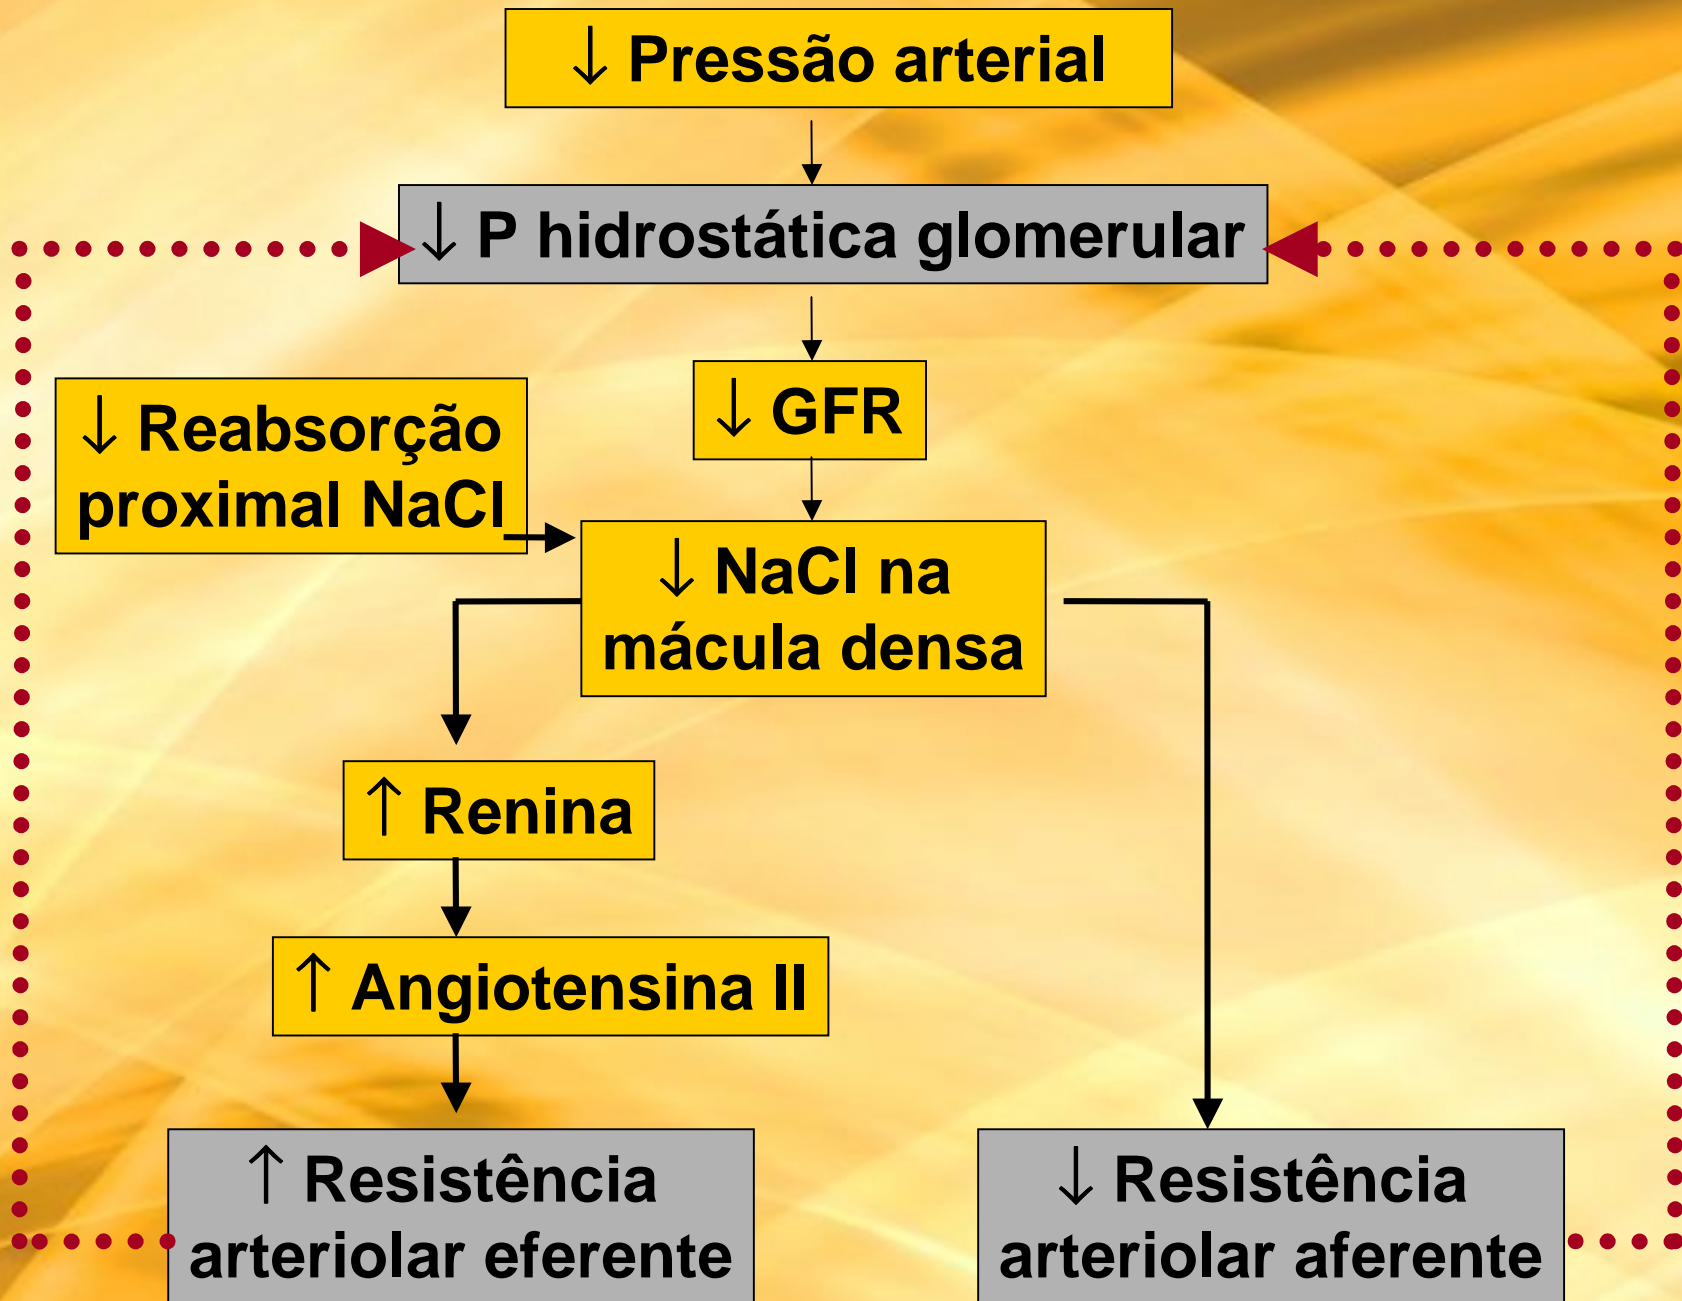 ↓ Pressão arterial
↓ P hidrostática glomerular
↓ GFR
↓ Reabsorção
proximal NaCl
↓ NaCl na
mácula densa
↑ Renina
↑ Angiotensina II
↑ Resistência
arteriolar eferente
↓ Resistência
arteriolar aferente